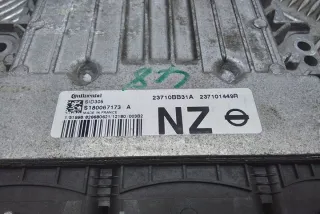 Continental
SID305
S180067173 A
MADE IN FRANCE
23710BB31A 237101449R
NZ